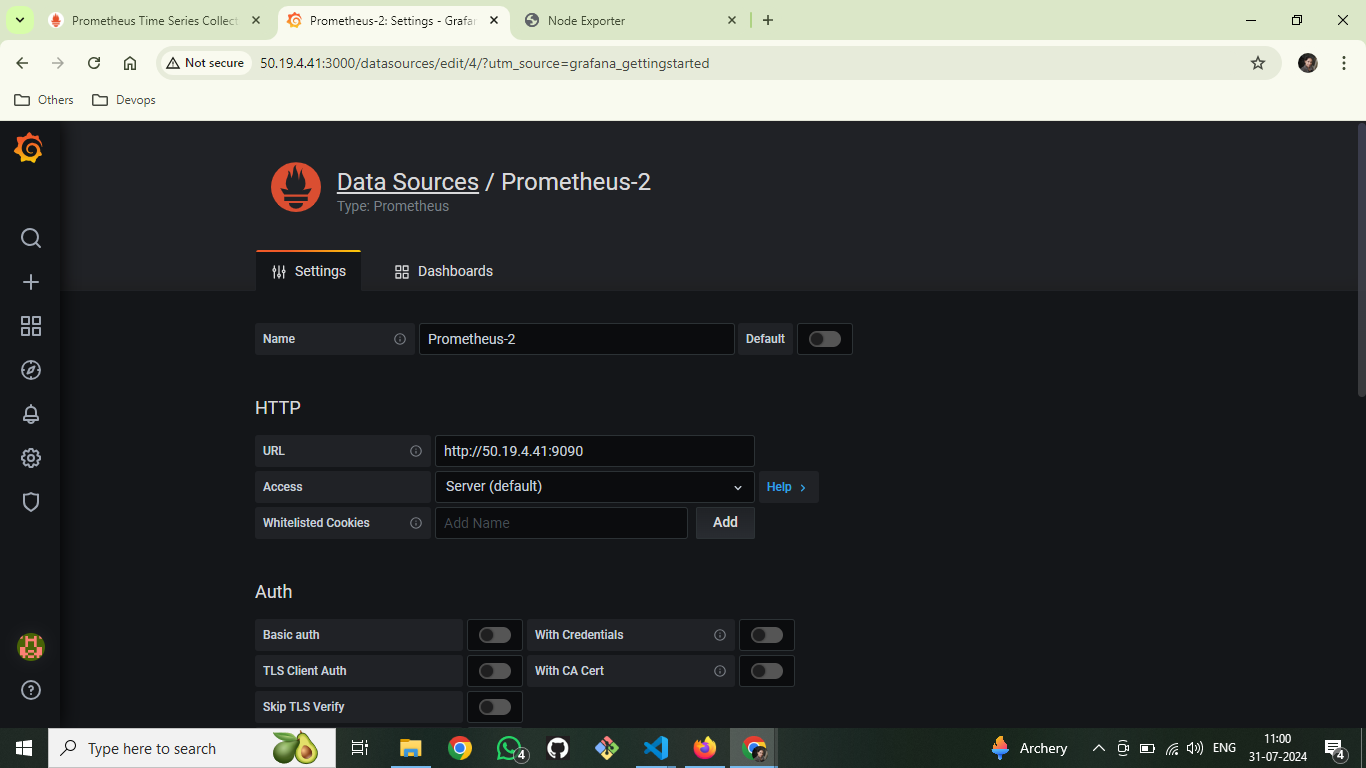 Prometheus Time Series Collect
Prometheus-2: Settings - Grafan
Node Exporter
Not secure
50.19.4.41:3000/datasources/edit/4/?utm_source=grafana_gettingstarted
Others
Devops
Data Sources / Prometheus-2
Type: Prometheus
Settings
Dashboards
Name
Prometheus-2
Default
HTTP
URL
http://50.19.4.41:9090
Access
Server (default)
Help
Whitelisted Cookies
Add Name
Add
Auth
Basic auth
With Credentials
TLS Client Auth
With CA Cert
Skip TLS Verify
Type here to search
4
Archery
ENG
11:00
31-07-2024
4